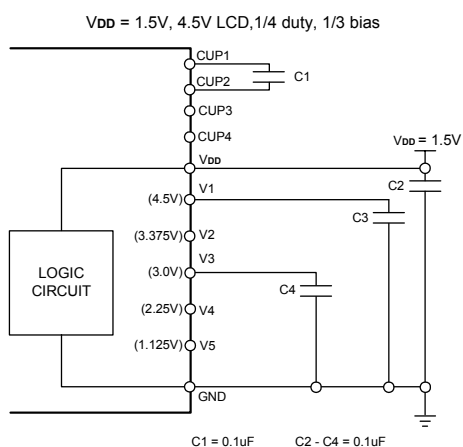 VDD = 1.5V, 4.5V LCD,1/4 duty, 1/3 bias
CUP1
C1
CUP2
CUP3
CUP4
VDD
VDD = 1.5V
C2
V1
(4.5V)
C3
(3.375V)
V2
V3
(3.0V)
LOGIC
CIRCUIT
C4
(2.25V)
V4
(1.125V)
V5
GND
C1 = 0.1uF C2 - C4 = 0.1uF